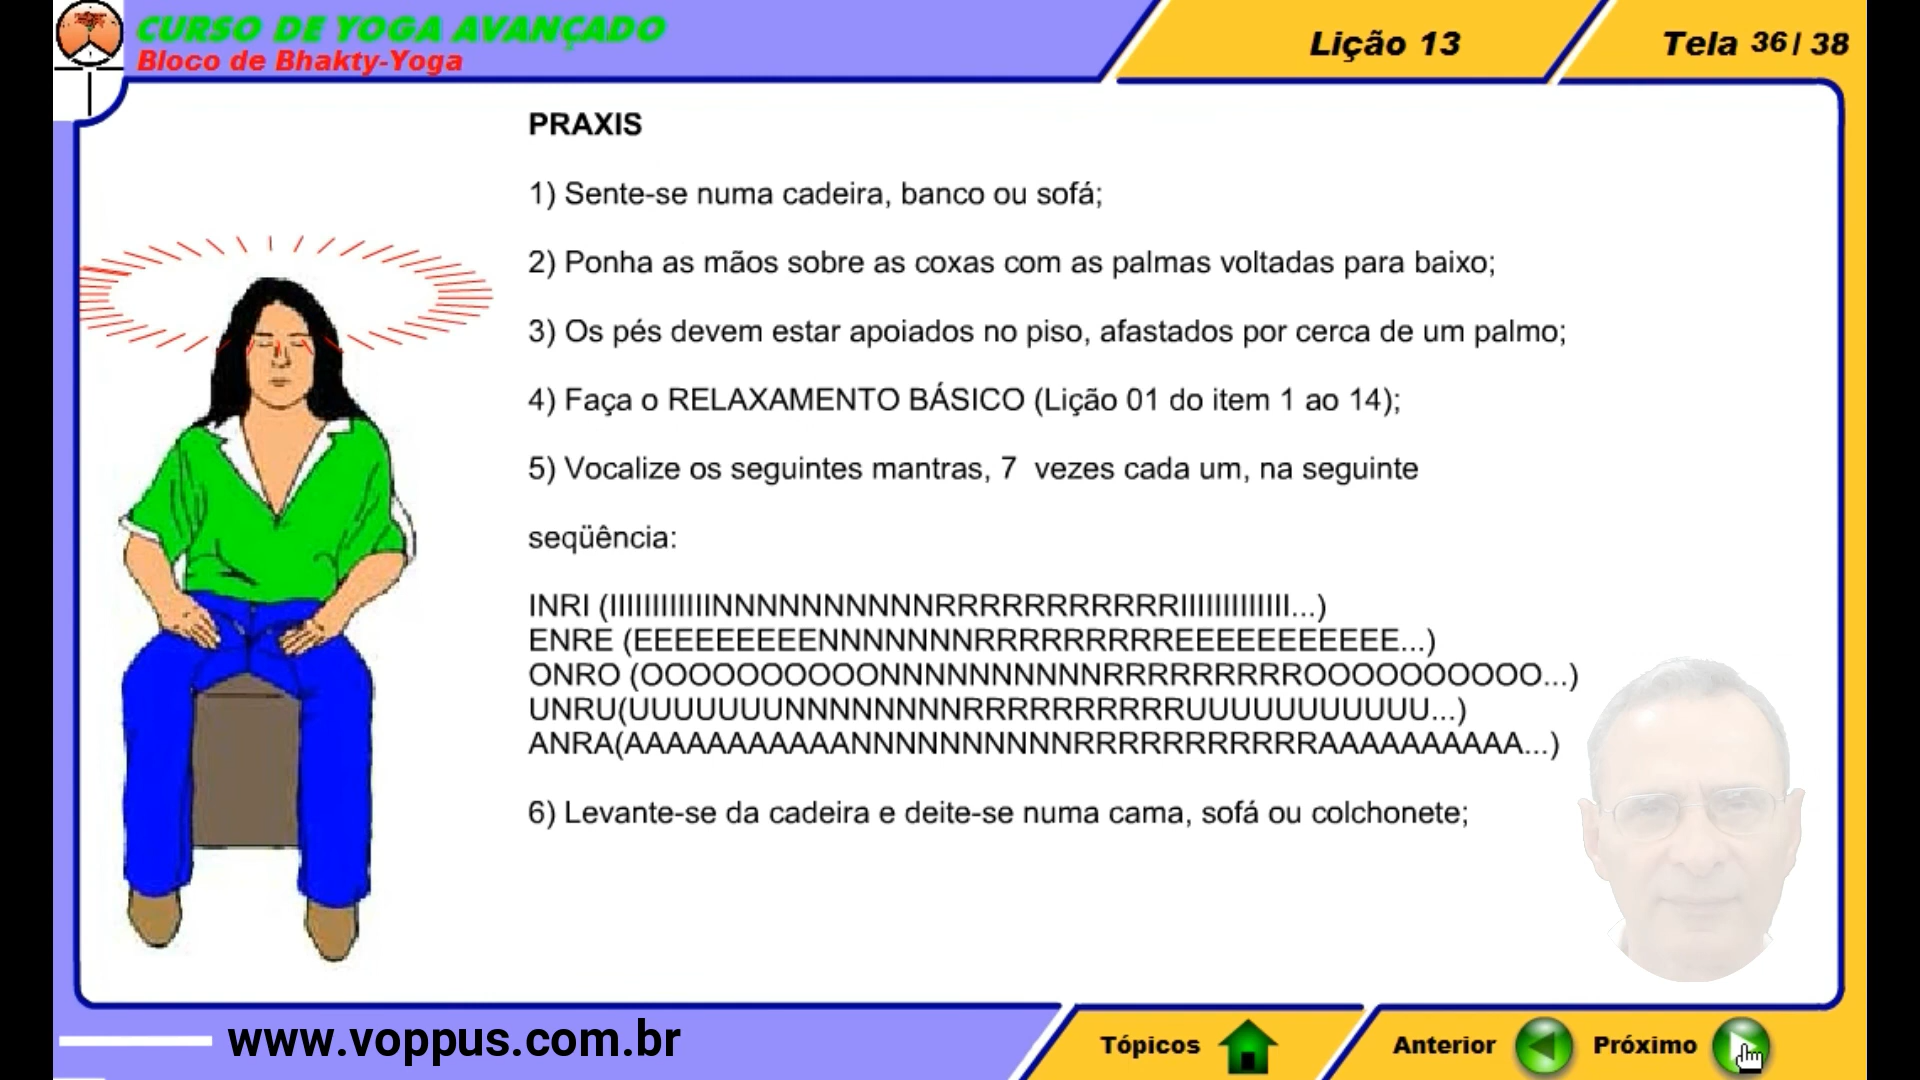 CURSO DE YOGA AVANÇADO
Bloco de Bhakty-Yoga
Lição 13
Tela 36 / 38
PRAXIS
1) Sente-se numa cadeira, banco ou sofá;
2) Ponha as mãos sobre as coxas com as palmas voltadas para baixo;
3) Os pés devem estar apoiados no piso, afastados por cerca de um palmo;
4) Faça o RELAXAMENTO BÁSICO (Lição 01 do item 1 ao 14);
5) Vocalize os seguintes mantras, 7  vezes cada um, na seguinte
seqüência:
INRI (IIIIIIIIIIIINNNNNNNNNNRRRRRRRRRRRIIIIIIIIIIIII...)
ENRE (EEEEEEEEENNNNNNNRRRRRRRRREEEEEEEEEEE...)
ONRO (OOOOOOOOOONNNNNNNNNNRRRRRRRRROOOOOOOOOO...)
UNRU(UUUUUUUNNNNNNNNRRRRRRRRRRUUUUUUUUUUU...)
ANRA(AAAAAAAAAAANNNNNNNNNNRRRRRRRRRRRAAAAAAAAAA...)
6) Levante-se da cadeira e deite-se numa cama, sofá ou colchonete;
www.voppus.com.br
Tópicos
Anterior
Próximo